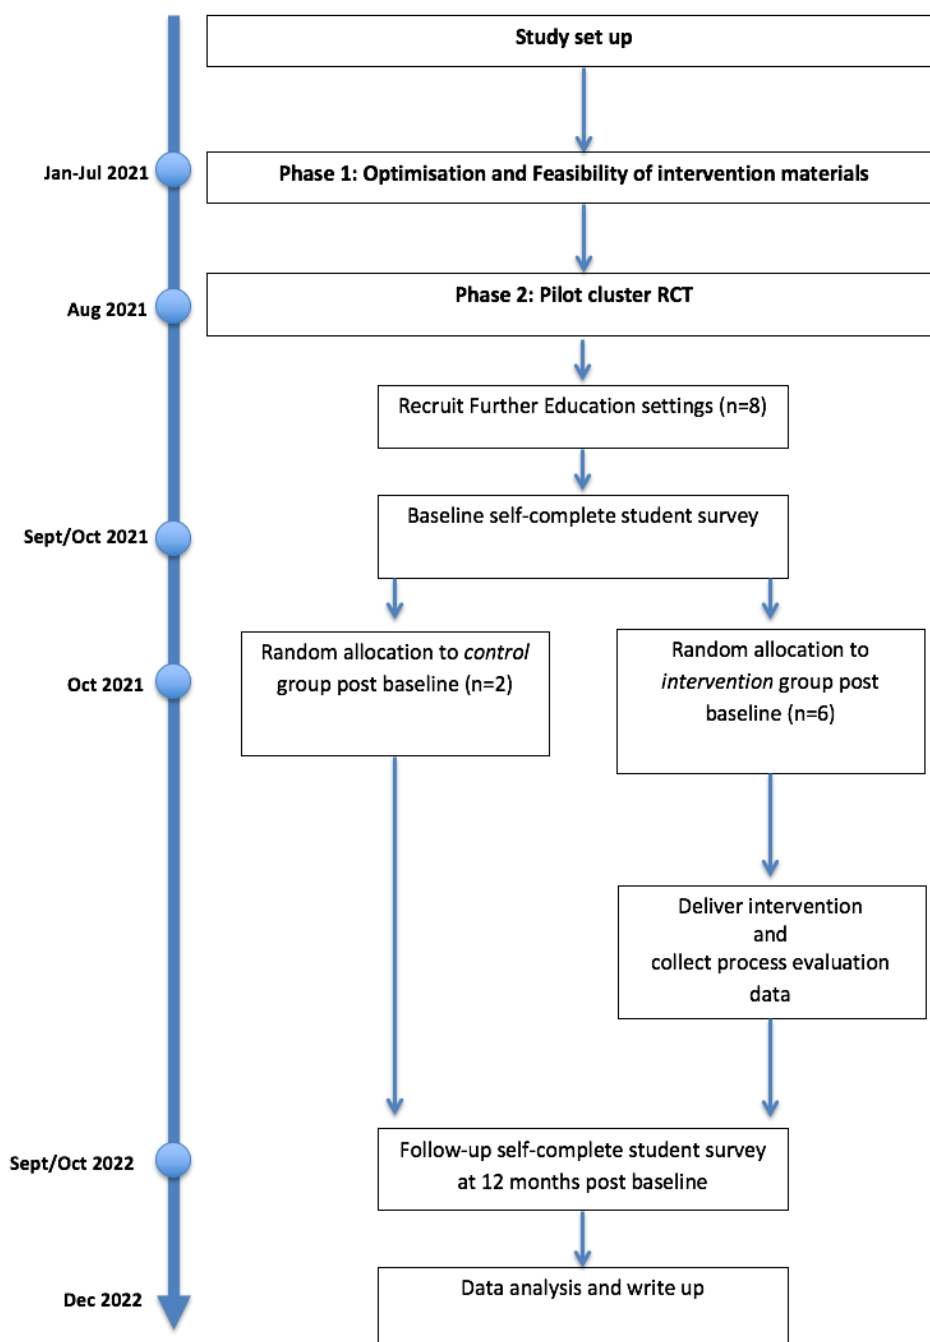 Study set up
Jan-Jul 2021
Phase 1: Optimisation and Feasibility of intervention materials
Aug 2021
Phase 2: Pilot cluster RCT
Recruit Further Education settings (n=8)
Sept/Oct 2021
Baseline self-complete student survey
Oct 2021
Random allocation to control
group post baseline (n=2)
Random allocation to
intervention group post
baseline (n=6)
Deliver intervention
and
collect process evaluation
data
Sept/Oct 2022
Follow-up self-complete student survey
at 12 months post baseline
Dec 2022
Data analysis and write up